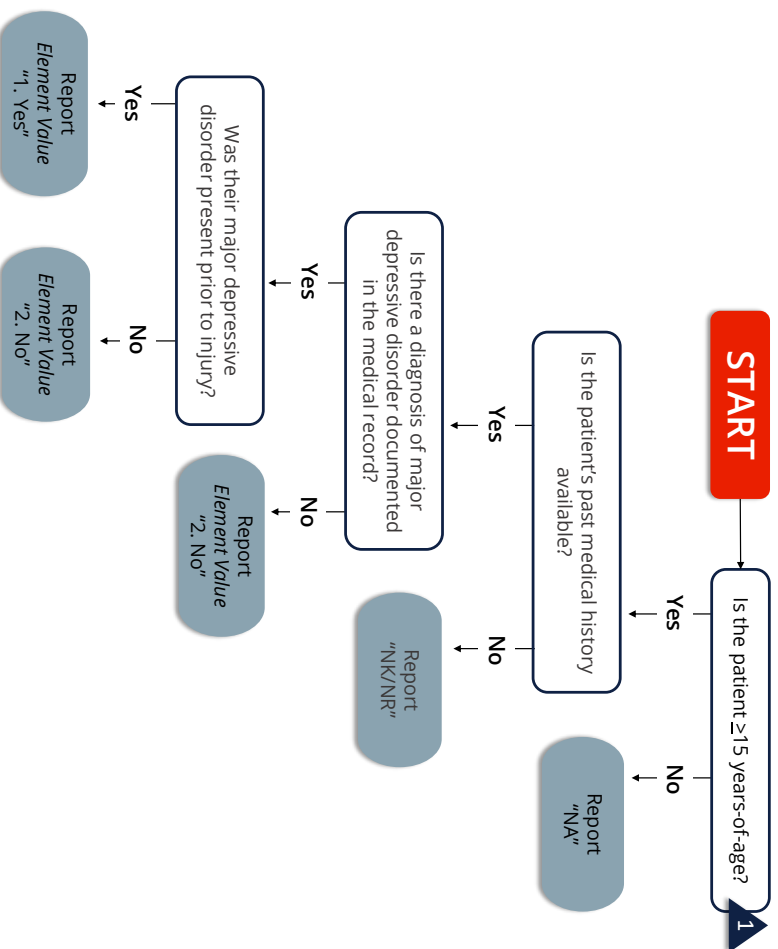 START
Is the patient ≥15 years-of-age?
1
Yes
No
Report
“NA”
Is the patient’s past medical history
available?
Yes
No
Report
“NK/NR”
Is there a diagnosis of major
depressive disorder documented
in the medical record?
Yes
No
Report
Element Value
“2. No”
Was their major depressive
disorder present prior to injury?
Yes
No
Report
Element Value
“1. Yes”
Report
Element Value
“2. No”